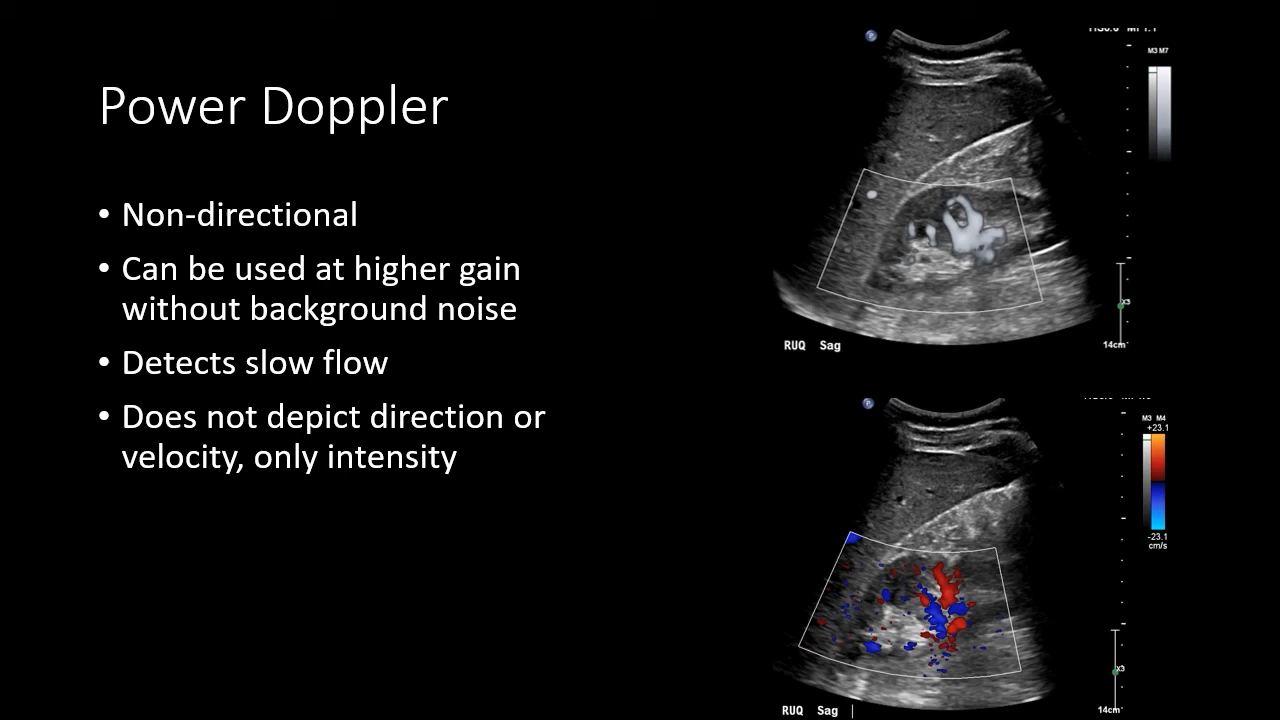 Power Doppler
• Non-directional
• Can be used at higher gain
without background noise
• Detects slow flow
• Does not depict direction or
velocity, only intensity
P
M3 M7
x3
RUQ Sag
14cm
P
M3 M4
+23.1
-23.1
cm/s
x3
RUQ Sag
14cm